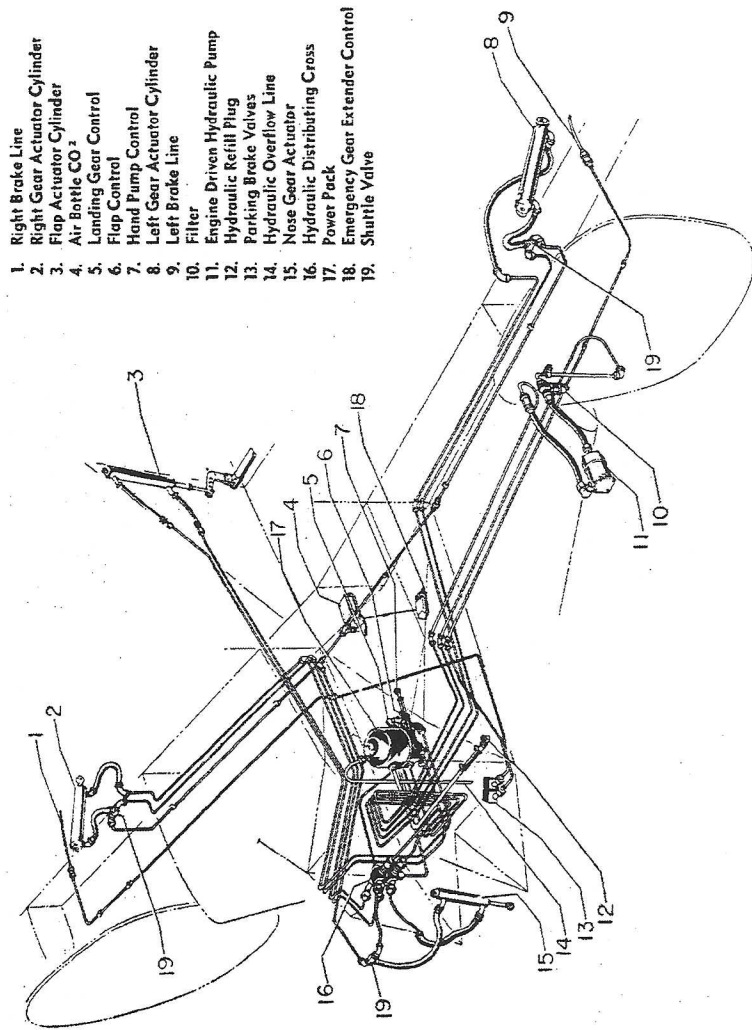 1. Right Brake Line
2. Right Gear Actuator Cylinder
3. Flap Actuator Cylinder
4. Air Bottle CO²
5. Landing Gear Control
6. Flap Control
7. Hand Pump Control
8. Left Gear Actuator Cylinder
9. Left Brake Line
10. Filter
11. Engine Driven Hydraulic Pump
12. Hydraulic Refill Plug
13. Parking Brake Valves
14. Hydraulic Overflow Line
15. Nose Gear Actuator
16. Hydraulic Distributing Cross
17. Power Pack
18. Emergency Gear Extender Control
19. Shuttle Valve
1
2
3
17
4
5
6
7
18
8
9
19
19
16
19
15
14
13
12
11
10